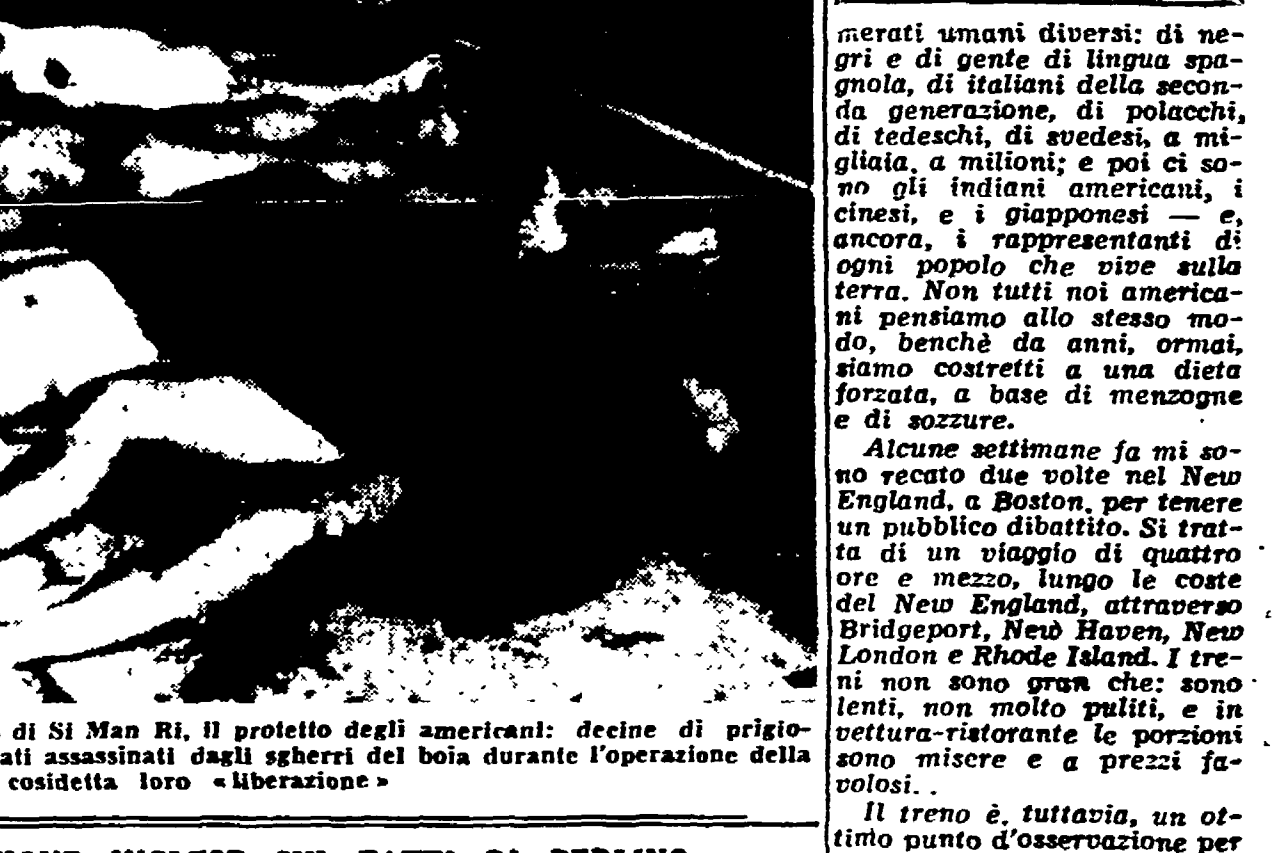 di Si Man Ri, il protetto degli americani: decine di prigio-
ati assassinati dagli sgherri del boia durante l'operazione della
cosidetta loro «liberazione»
merati umani diversi: di ne-
gri e di gente di lingua spa-
gnola, di italiani della secon-
da generazione, di polacchi,
di tedeschi, di svedesi, a mi-
gliaia, a milioni; e poi ci so-
no gli indiani americani, i
cinesi, e i giapponesi — e,
ancora, i rappresentanti di
ogni popolo che vive sulla
terra. Non tutti noi america-
ni pensiamo allo stesso mo-
do, benchè da anni, ormai,
siamo costretti a una dieta
forzata, a base di menzogne
e di sozzure.
Alcune settimane fa mi so-
no recato due volte nel New
England, a Boston, per tenere
un pubblico dibattito. Si trat-
ta di un viaggio di quattro
ore e mezzo, lungo le coste
del New England, attraverso
Bridgeport, New Haven, New
London e Rhode Island. I tre-
ni non sono gran che: sono
lenti, non molto puliti, e in
vettura-ristorante le porzioni
sono misere e a prezzi fa-
volosi..
Il treno è, tuttavia, un ot-
timo punto d'osservazione per